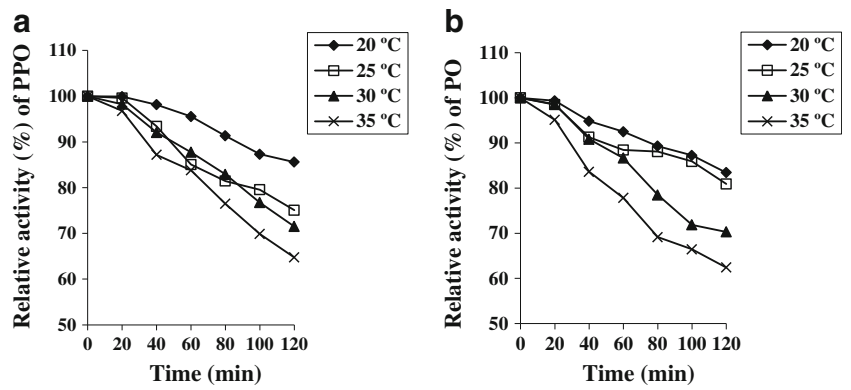 a
Relative activity (%) of PPO
110
100
90
80
70
60
50
0 20 40 60 80 100 120
Time (min)
20 ºC
25 ºC
30 ºC
35 ºC
b
Relative activity (%) of PO
110
100
90
80
70
60
50
0 20 40 60 80 100 120
Time (min)
20 ºC
25 ºC
30 ºC
35 ºC